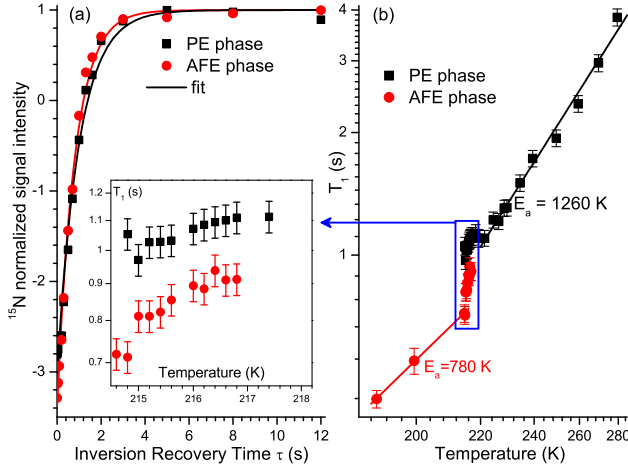 (a)
PE phase
AFE phase
fit
¹⁵N normalized signal intensity
1
0
-1
-2
-3
0 2 4 6 8 10 12
Inversion Recovery Time τ (s)
T₁ (s)
1.2
1.1
1
0.9
0.8
0.7
215 216 217 218
Temperature (K)
(b)
PE phase
AFE phase
T₁ (s)
4
3
2
1
Eₐ = 1260 K
Eₐ =780 K
200 220 240 260 280
Temperature (K)